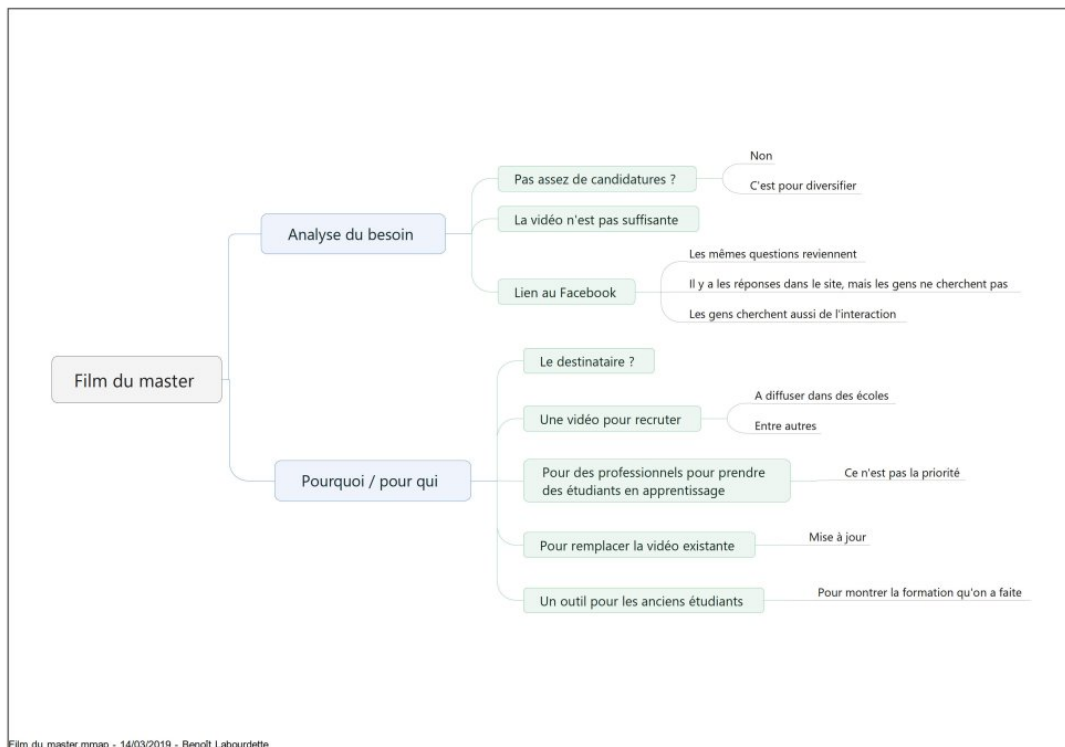 Film du master
Analyse du besoin
Pas assez de candidatures ?
Non
C'est pour diversifier
La vidéo n'est pas suffisante
Lien au Facebook
Les mêmes questions reviennent
Il y a les réponses dans le site, mais les gens ne cherchent pas
Les gens cherchent aussi de l'interaction
Pourquoi / pour qui
Le destinataire ?
Une vidéo pour recruter
A diffuser dans des écoles
Entre autres
Pour des professionnels pour prendre
des étudiants en apprentissage
Ce n'est pas la priorité
Pour remplacer la vidéo existante
Mise à jour
Un outil pour les anciens étudiants
Pour montrer la formation qu'on a faite
Film du master.mmap - 14/03/2019 - Benoît Labourdette